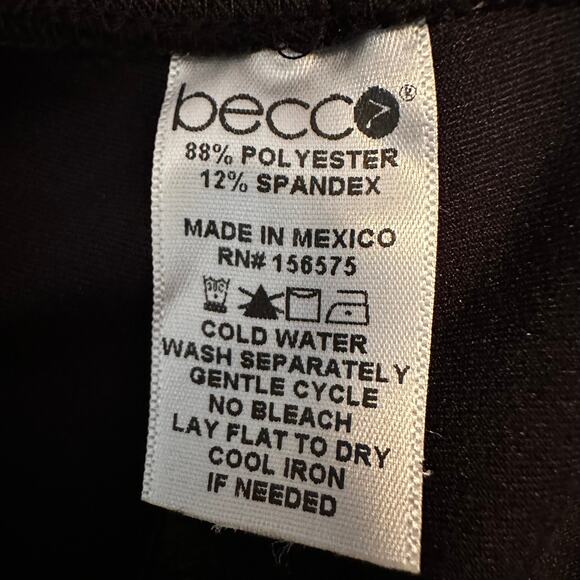 becco7®
88% POLYESTER
12% SPANDEX
MADE IN MEXICO
RN# 156575
COLD WATER
WASH SEPARATELY
GENTLE CYCLE
NO BLEACH
LAY FLAT TO DRY
COOL IRON
IF NEEDED